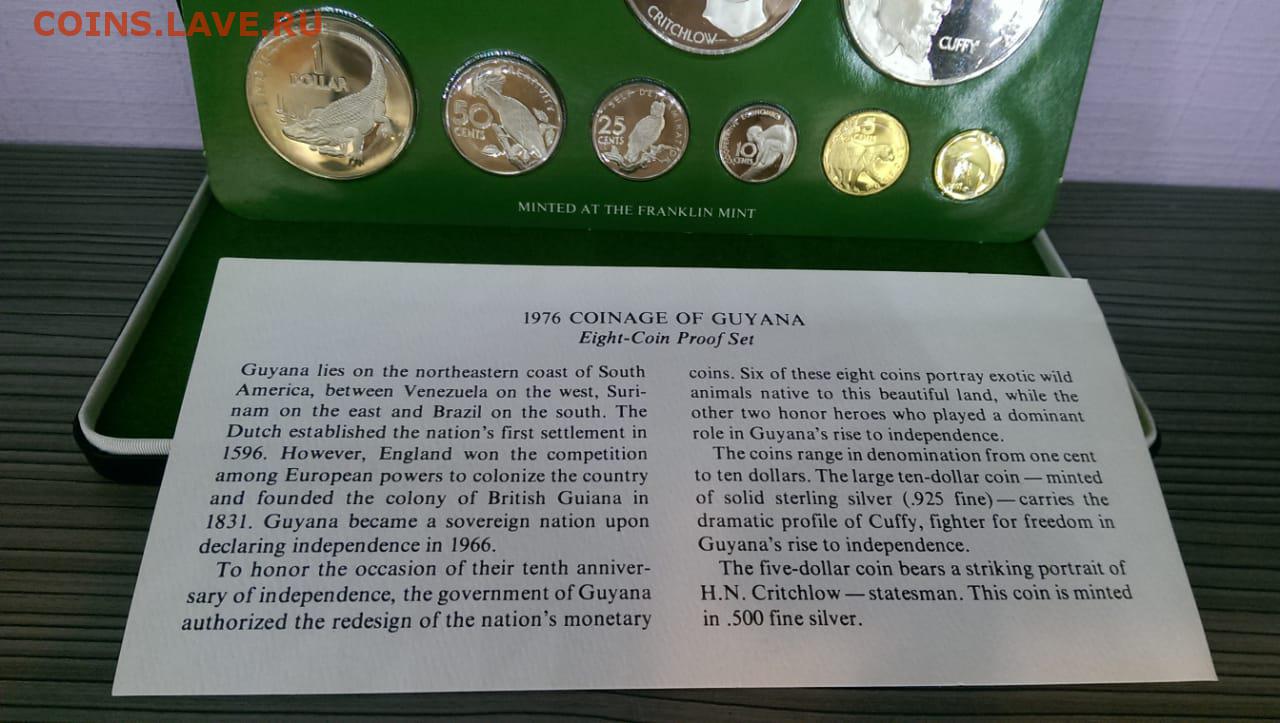 COINS.LAVE.RU
CRITCHLOW
CUFFY
1
DOLLAR
50
CENTS
25
CENTS
10
CENTS
5
MINTED AT THE FRANKLIN MINT
1976 COINAGE OF GUYANA
Eight-Coin Proof Set
Guyana lies on the northeastern coast of South
America, between Venezuela on the west, Suri-
nam on the east and Brazil on the south. The
Dutch established the nation's first settlement in
1596. However, England won the competition
among European powers to colonize the country
and founded the colony of British Guiana in
1831. Guyana became a sovereign nation upon
declaring independence in 1966.
To honor the occasion of their tenth anniver-
sary of independence, the government of Guyana
authorized the redesign of the nation's monetary
coins. Six of these eight coins portray exotic wild
animals native to this beautiful land, while the
other two honor heroes who played a dominant
role in Guyana's rise to independence.
The coins range in denomination from one cent
to ten dollars. The large ten-dollar coin — minted
of solid sterling silver (.925 fine) — carries the
dramatic profile of Cuffy, fighter for freedom in
Guyana's rise to independence.
The five-dollar coin bears a striking portrait of
H.N. Critchlow — statesman. This coin is minted
in .500 fine silver.